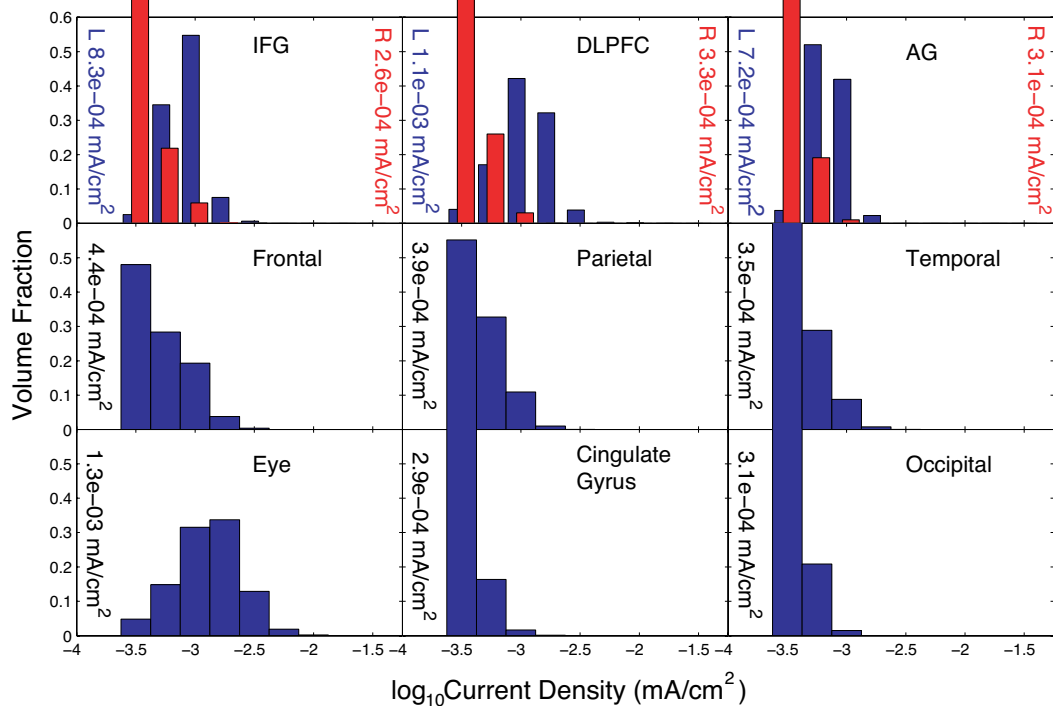 0.6
0.5
0.4
0.3
0.2
0.1
0
L 8.3e−04 mA/cm²
IFG
R 2.6e−04 mA/cm²
L 1.1e−03 mA/cm²
DLPFC
R 3.3e−04 mA/cm²
L 7.2e−04 mA/cm²
AG
R 3.1e−04 mA/cm²
Volume Fraction
0.5
0.4
0.3
0.2
0.1
0
4.4e−04 mA/cm²
Frontal
3.9e−04 mA/cm²
Parietal
3.5e−04 mA/cm²
Temporal
0.5
0.4
0.3
0.2
0.1
0
1.3e−03 mA/cm²
Eye
2.9e−04 mA/cm²
Cingulate
Gyrus
3.1e−04 mA/cm²
Occipital
−4 −3.5 −3 −2.5 −2 −1.5 −4 −3.5 −3 −2.5 −2 −1.5 −4 −3.5 −3 −2.5 −2 −1.5
log₁₀Current Density (mA/cm²)